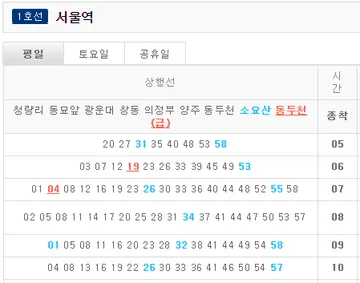 1호선 서울역
평일 토요일 공휴일
상행선 시간
청량리 동묘앞 광운대 창동 의정부 양주 동두천 소요산 동두천(급) 종착
20 27 31 35 40 48 53 58 05
03 07 12 19 23 26 33 39 45 49 53 06
01 04 08 12 16 19 23 26 30 33 36 40 44 48 52 55 58 07
02 05 08 11 14 17 20 25 28 31 34 37 41 44 47 50 53 57 08
01 05 08 11 16 20 23 28 32 38 41 44 49 54 58 09
04 08 13 16 19 22 26 30 33 36 41 46 50 54 57 10